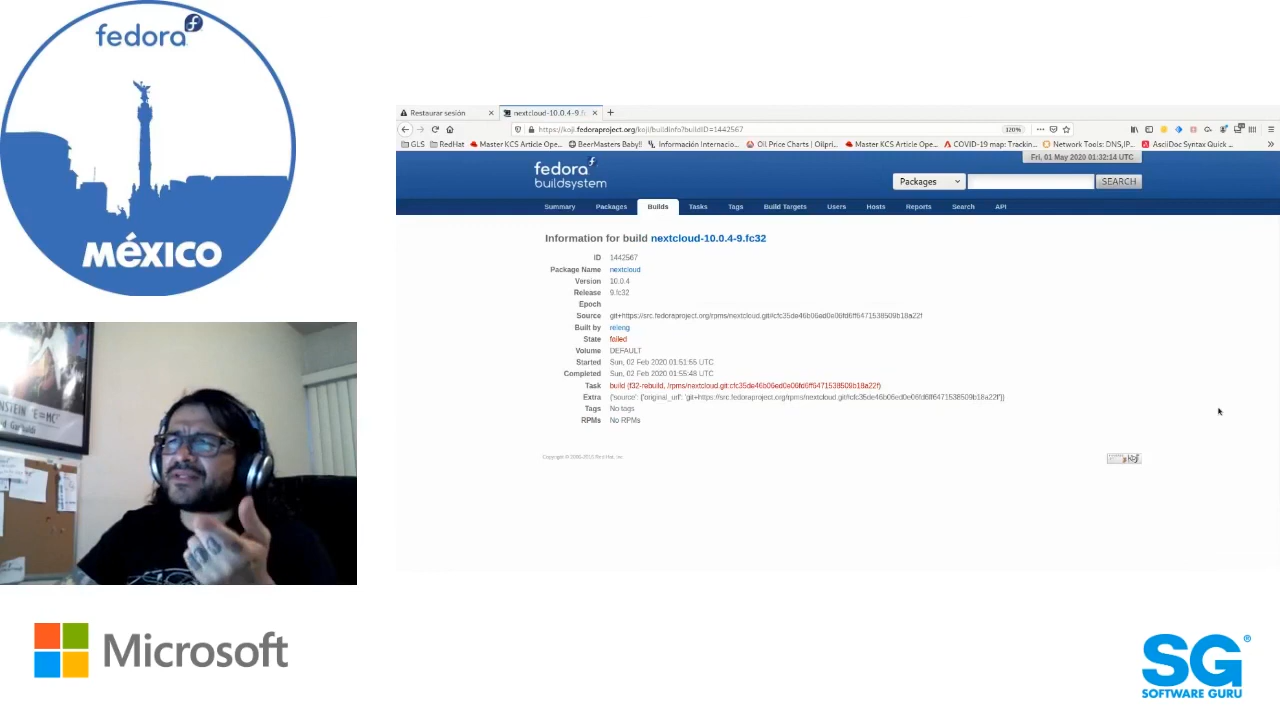 fedora
MÉXICO
EINSTEIN "E=MC²"
Microsoft
Restaurar sesión
nextcloud-10.0.4-9.f
https://koji.fedoraproject.org/koji/buildinfo?buildID=1442567
120%
GLS RedHat Master KCS Article Ope... BeerMasters Baby!! Información Internacio... Oil Price Charts | Oilpri... Master KCS Article Ope... COVID-19 map: Trackin... Network Tools: DNS,IP... AsciiDoc Syntax Quick ...
Fri, 01 May 2020 01:32:14 UTC
fedora
buildsystem
Packages SEARCH
Summary Packages Builds Tasks Tags Build Targets Users Hosts Reports Search API
Information for build nextcloud-10.0.4-9.fc32
ID 1442567
Package Name nextcloud
Version 10.0.4
Release 9.fc32
Epoch
Source
Built by releng
State failed
Volume DEFAULT
Started Sun, 02 Feb 2020 01:51:55 UTC
Completed Sun, 02 Feb 2020 01:55:48 UTC
Task
Extra
Tags No tags
RPMs No RPMs
SG®
SOFTWARE GURU